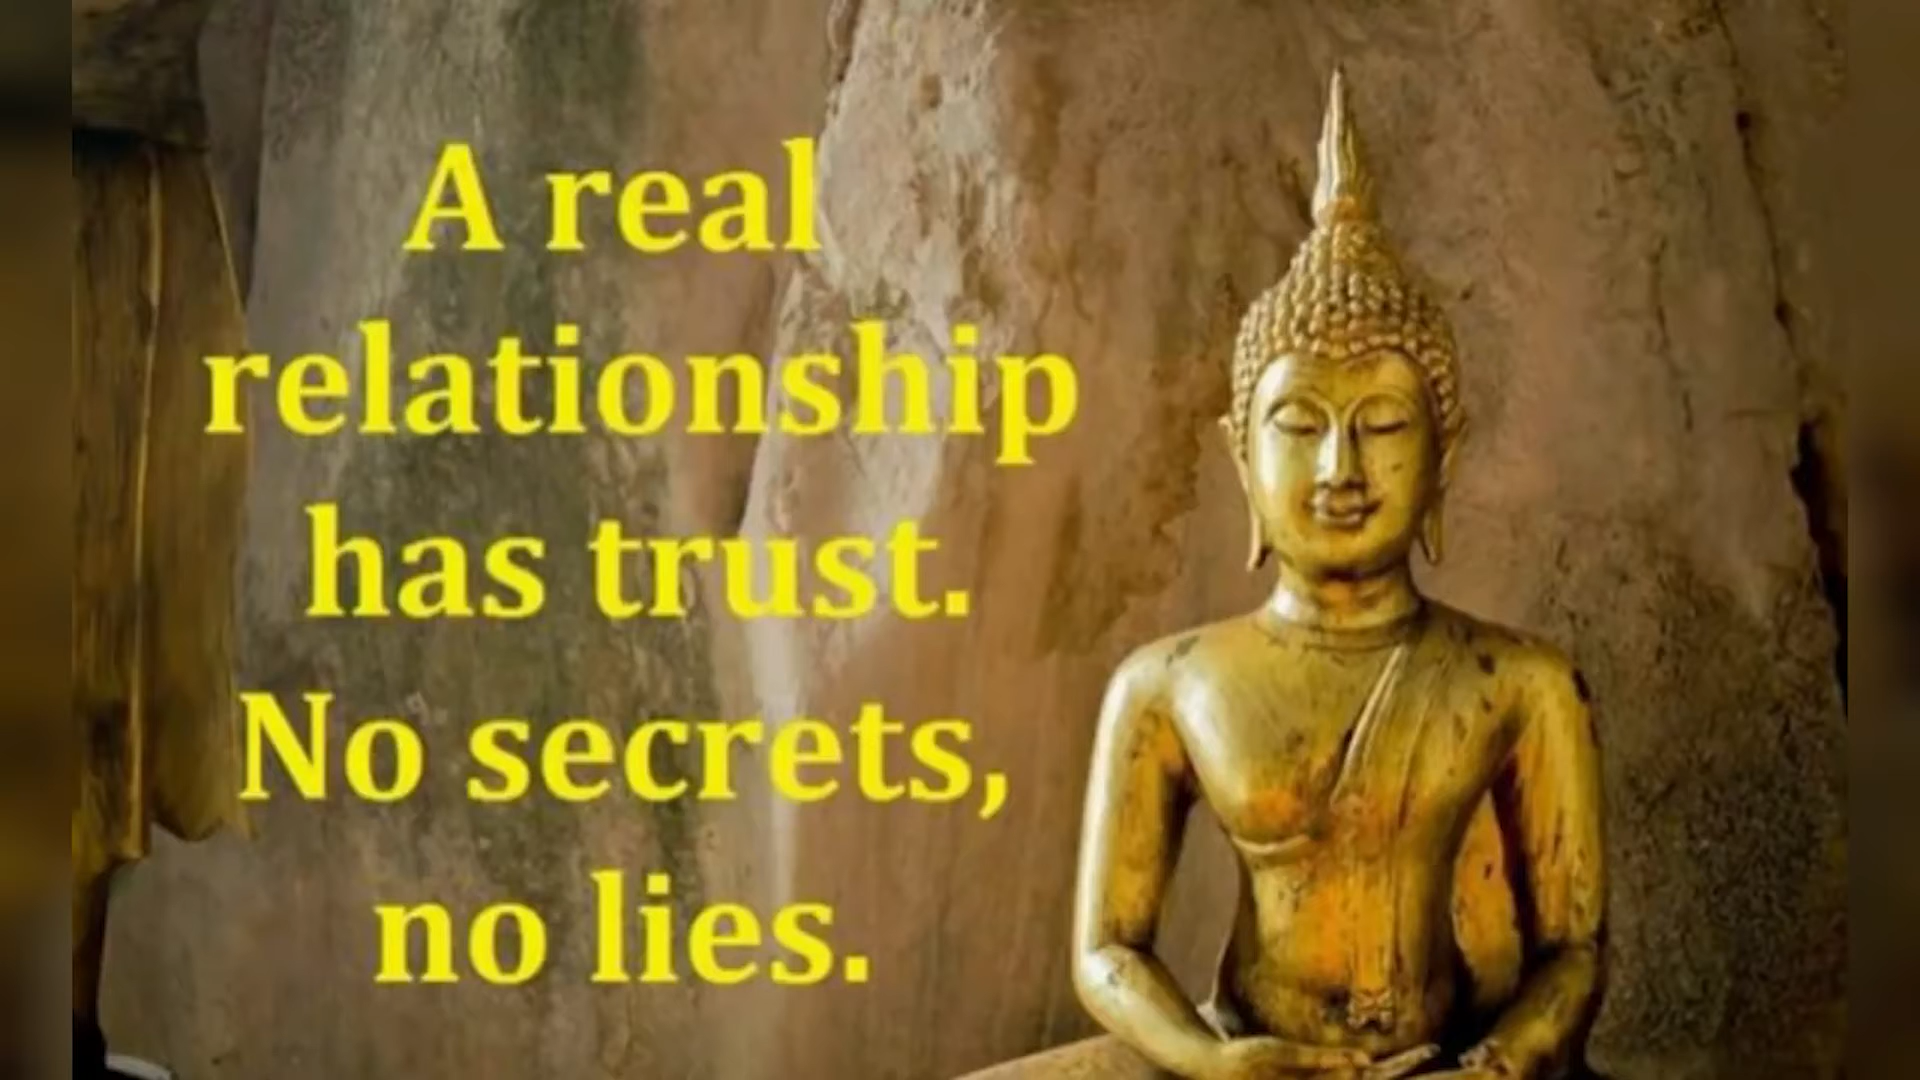 A real
relationship
has trust.
No secrets,
no lies.